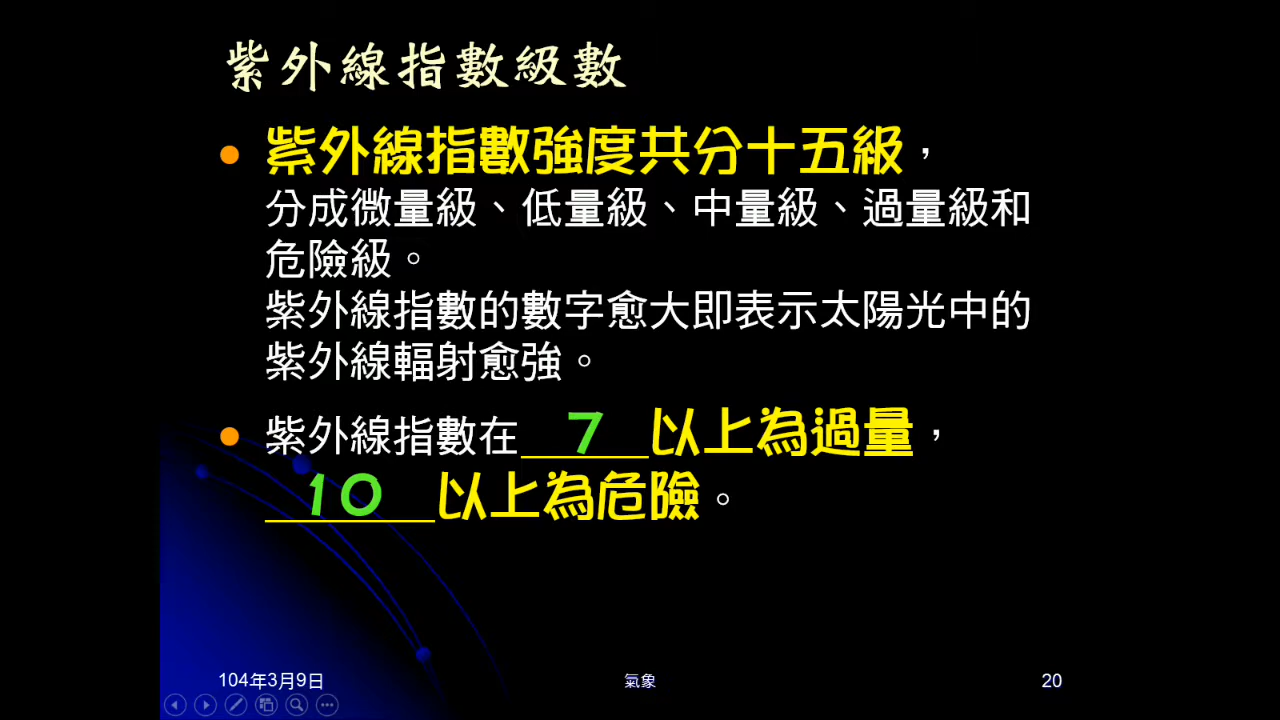 紫外線指數級數
紫外線指數強度共分十五級，
分成微量級、低量級、中量級、過量級和
危險級。
紫外線指數的數字愈大即表示太陽光中的
紫外線輻射愈強。
紫外線指數在 7 以上為過量，
10 以上為危險。
104年3月9日
氣象
20